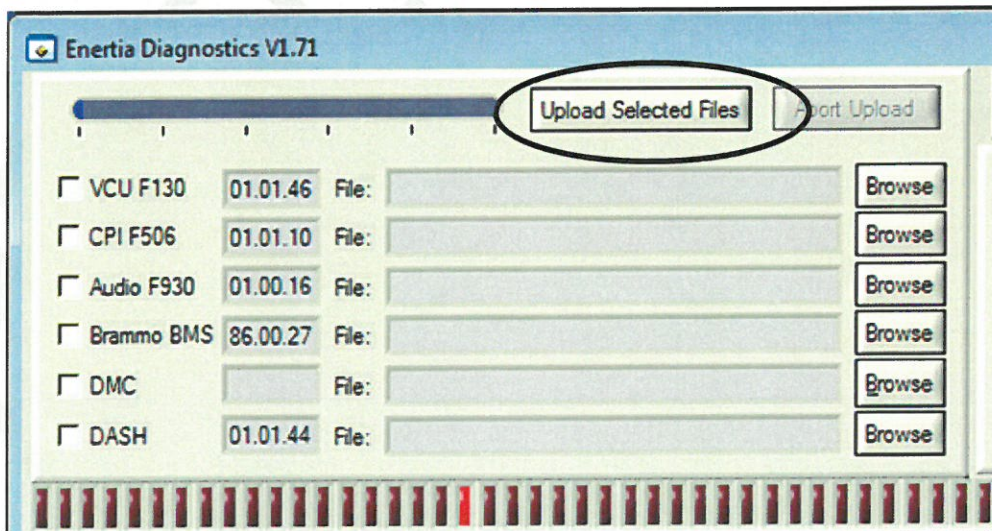 Enertia Diagnostics V1.71
Upload Selected Files Abort Upload
VCU F130 01.01.46 File: Browse
CPI F506 01.01.10 File: Browse
Audio F930 01.00.16 File: Browse
Brammo BMS 86.00.27 File: Browse
DMC File: Browse
DASH 01.01.44 File: Browse